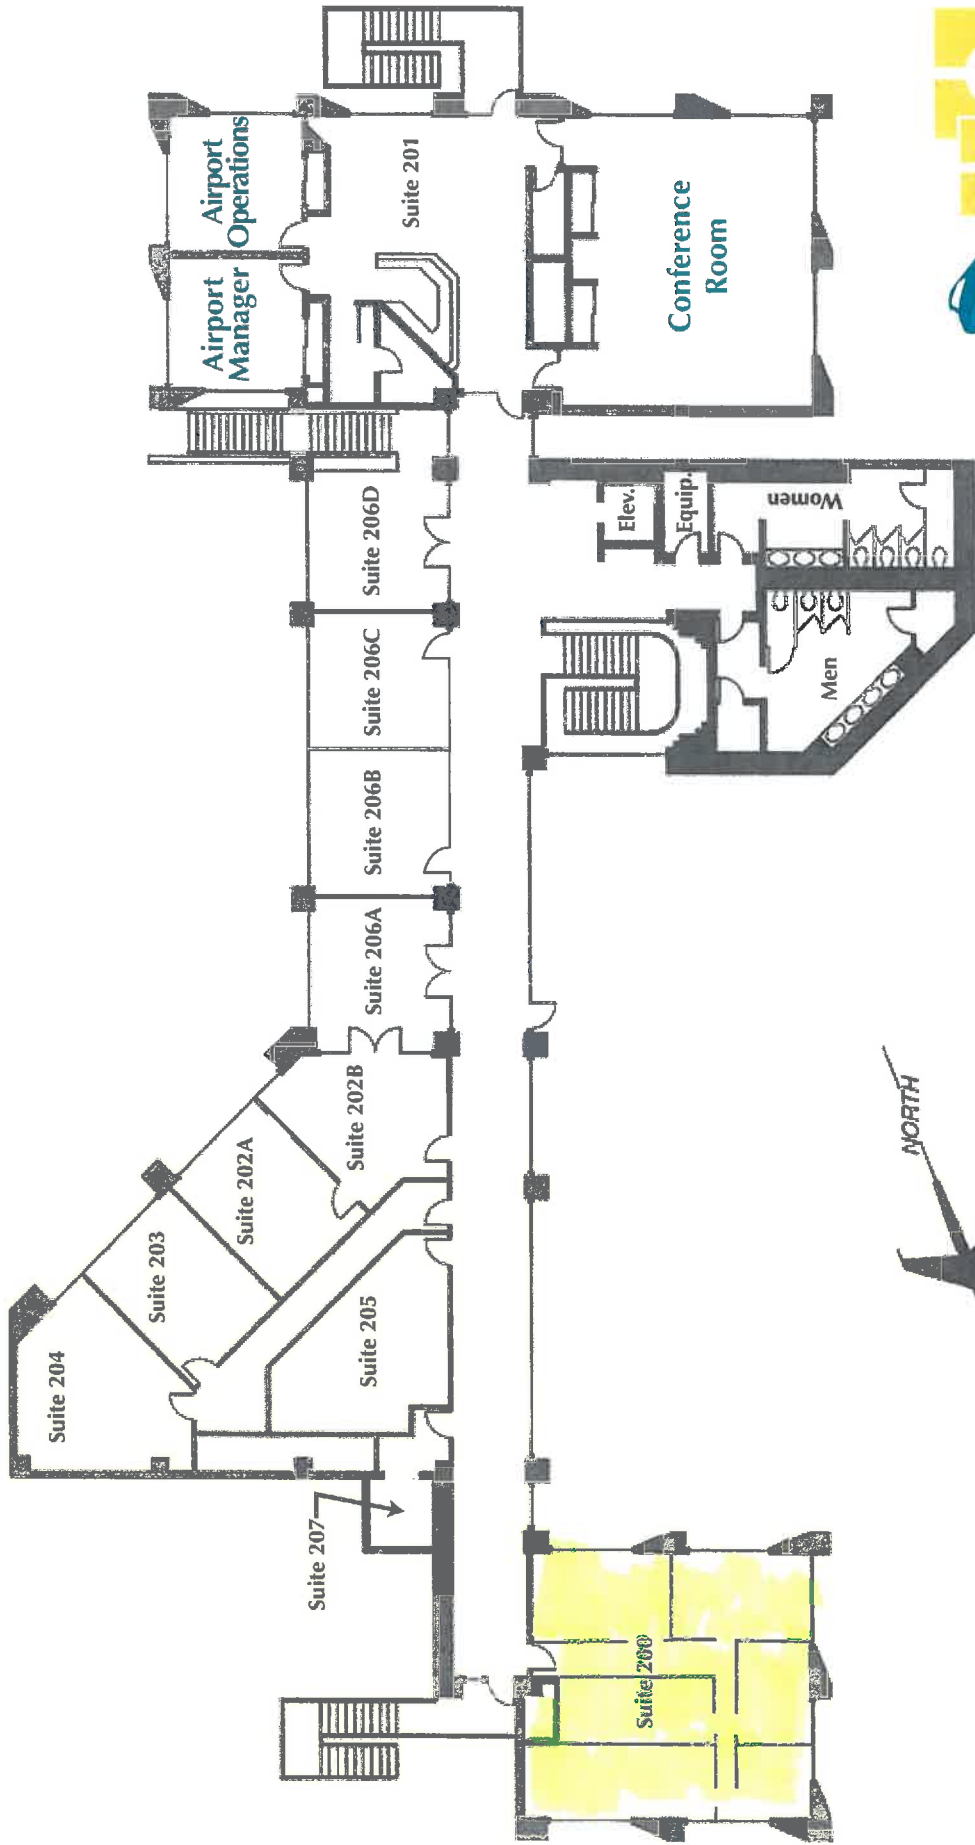 Airport
Manager
Airport
Operations
Suite 201
Conference
Room
Suite 206D
Suite 206C
Suite 206B
Suite 206A
Elev.
Equip.
Women
Men
Suite 202B
Suite 202A
Suite 203
Suite 204
Suite 205
Suite 207
Suite 200
NORTH